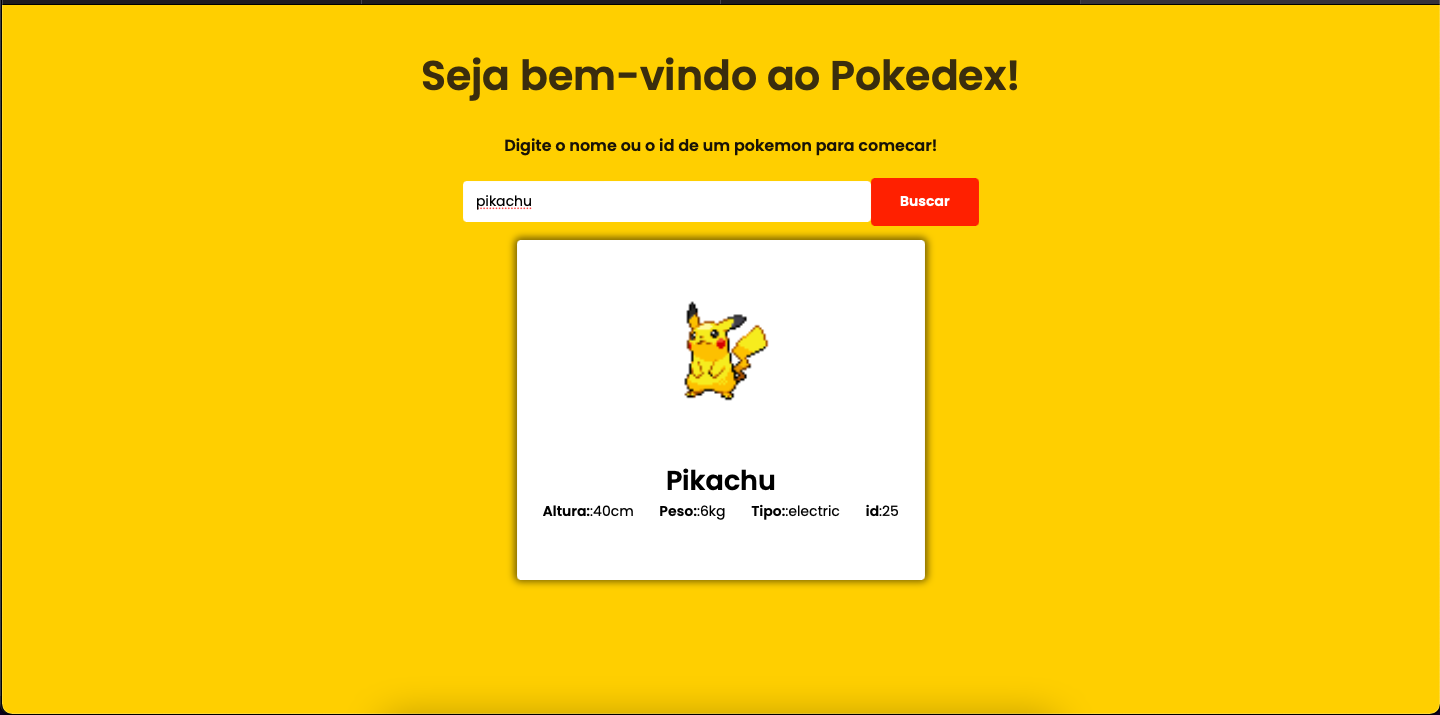 Seja bem-vindo ao Pokedex!
Digite o nome ou o id de um pokemon para comecar!
pikachu
Buscar
Pikachu
Altura::40cm Peso::6kg Tipo::electric id:25